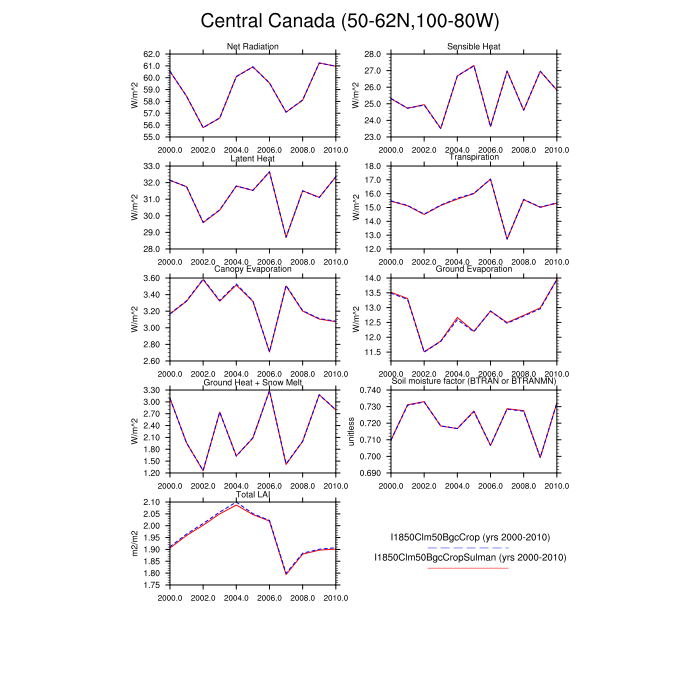 Central Canada (50-62N,100-80W)
Net Radiation
Sensible Heat
62.0
61.0
60.0
59.0
58.0
57.0
56.0
55.0
W/m^2
28.0
27.0
26.0
25.0
24.0
23.0
W/m^2
2000.0 2002.0 2004.0 2006.0 2008.0 2010.0
2000.0 2002.0 2004.0 2006.0 2008.0 2010.0
Latent Heat
Transpiration
33.0
32.0
31.0
30.0
29.0
28.0
W/m^2
18.0
17.0
16.0
15.0
14.0
13.0
12.0
W/m^2
2000.0 2002.0 2004.0 2006.0 2008.0 2010.0
2000.0 2002.0 2004.0 2006.0 2008.0 2010.0
Canopy Evaporation
Ground Evaporation
3.60
3.40
3.20
3.00
2.80
2.60
W/m^2
14.0
13.5
13.0
12.5
12.0
11.5
W/m^2
2000.0 2002.0 2004.0 2006.0 2008.0 2010.0
2000.0 2002.0 2004.0 2006.0 2008.0 2010.0
Ground Heat + Snow Melt
Soil moisture factor (BTRAN or BTRANMN)
3.30
3.00
2.70
2.40
2.10
1.80
1.50
1.20
W/m^2
0.740
0.730
0.720
0.710
0.700
0.690
unitless
2000.0 2002.0 2004.0 2006.0 2008.0 2010.0
2000.0 2002.0 2004.0 2006.0 2008.0 2010.0
Total LAI
2.10
2.05
2.00
1.95
1.90
1.85
1.80
1.75
m2/m2
2000.0 2002.0 2004.0 2006.0 2008.0 2010.0
I1850Clm50BgcCrop (yrs 2000-2010)
I1850Clm50BgcCropSulman (yrs 2000-2010)